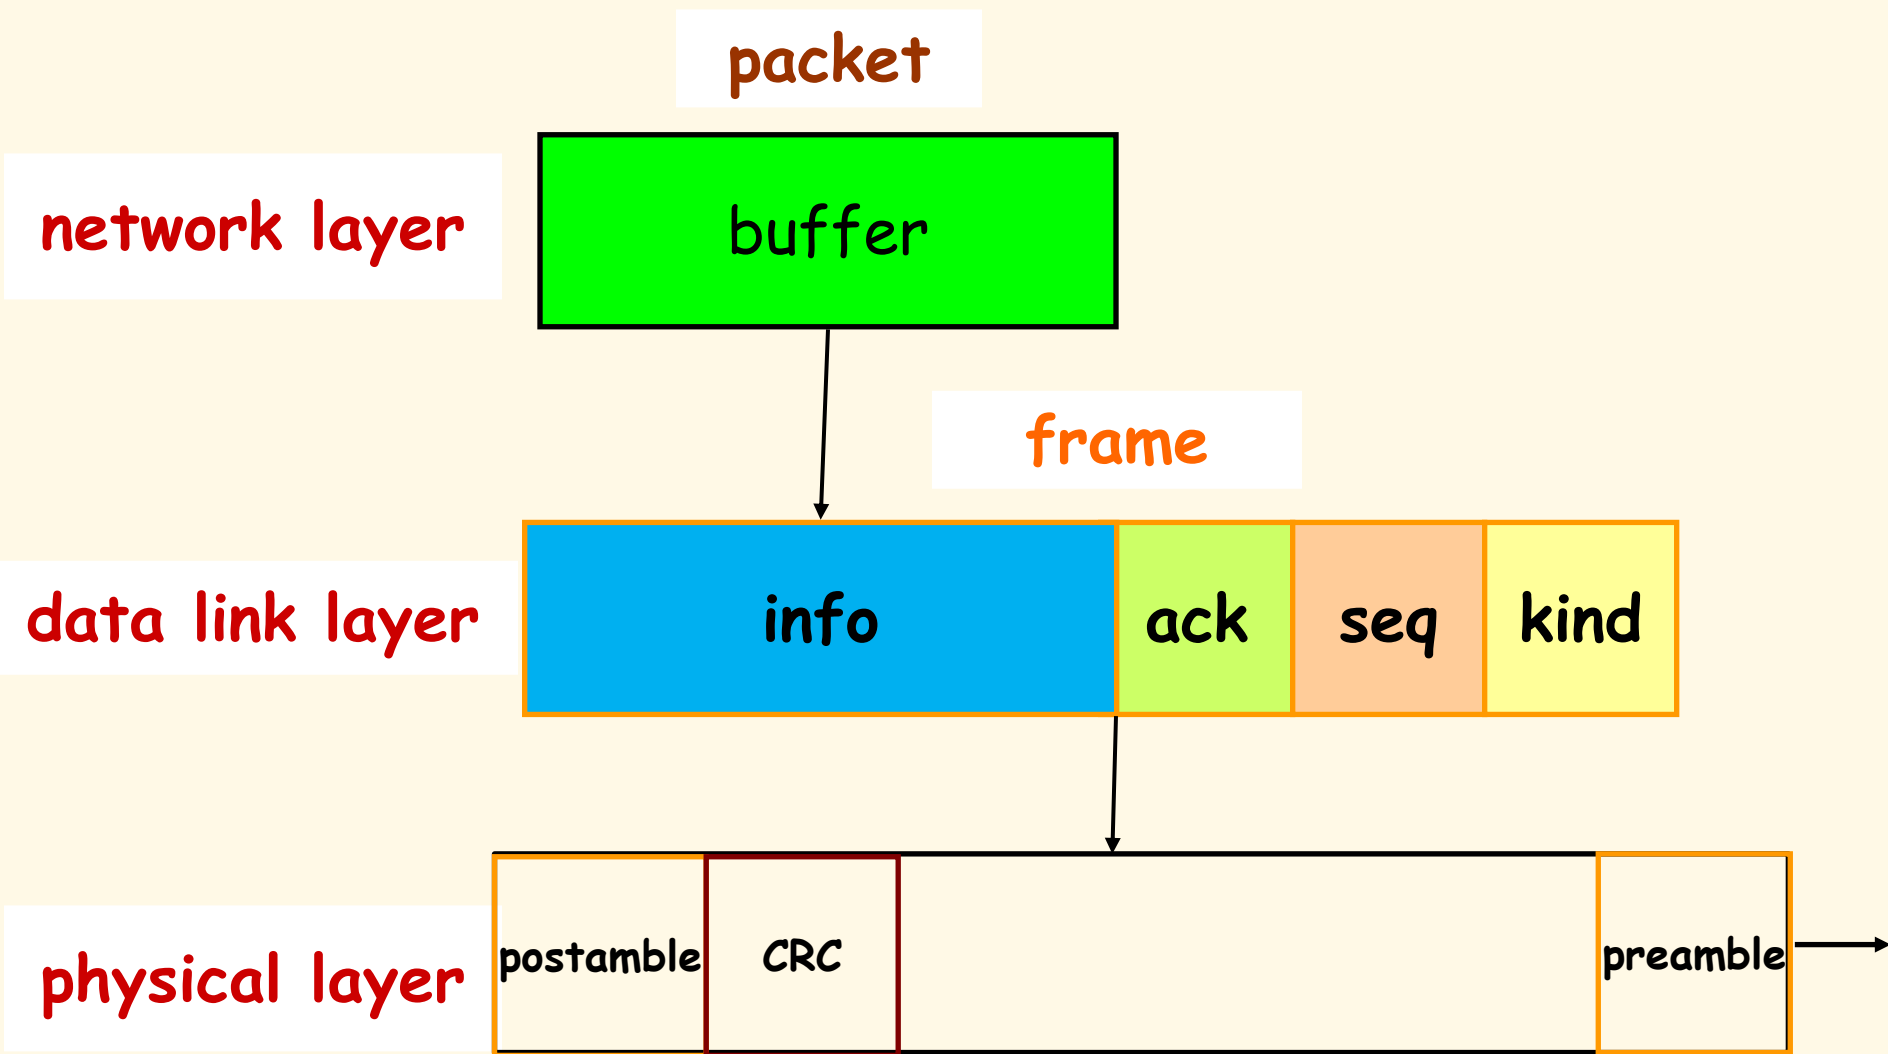 packet
network layer
buffer
frame
data link layer
info
ack
seq
kind
physical layer
postamble
CRC
preamble